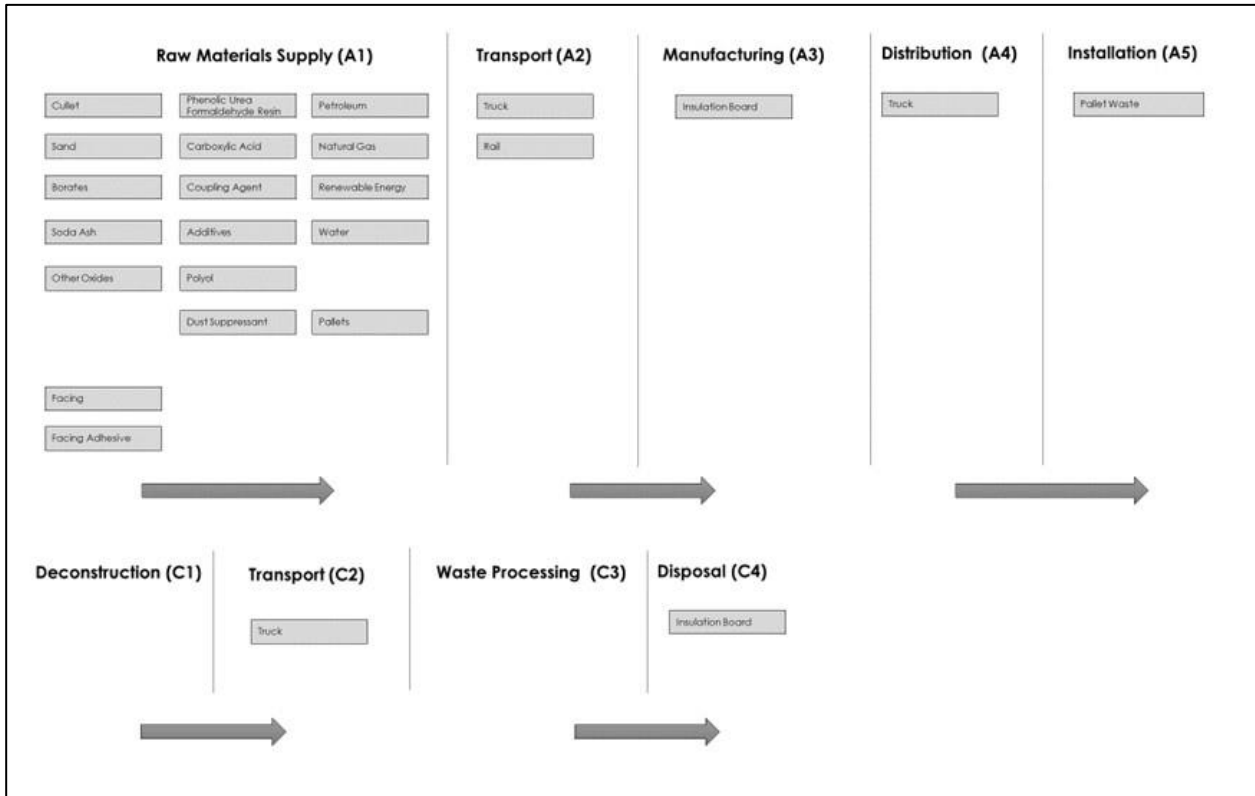 Raw Materials Supply (A1)
Transport (A2)
Manufacturing (A3)
Distribution (A4)
Installation (A5)
Cullet
Phenolic Urea
Formaldehyde Resin
Petroleum
Truck
Insulation Board
Truck
Pallet Waste
Sand
Carboxylic Acid
Natural Gas
Rail
Borates
Coupling Agent
Renewable Energy
Soda Ash
Additives
Water
Other Oxides
Polyol
Dust Suppressant
Pallets
Facing
Facing Adhesive
Deconstruction (C1)
Transport (C2)
Waste Processing (C3)
Disposal (C4)
Truck
Insulation Board